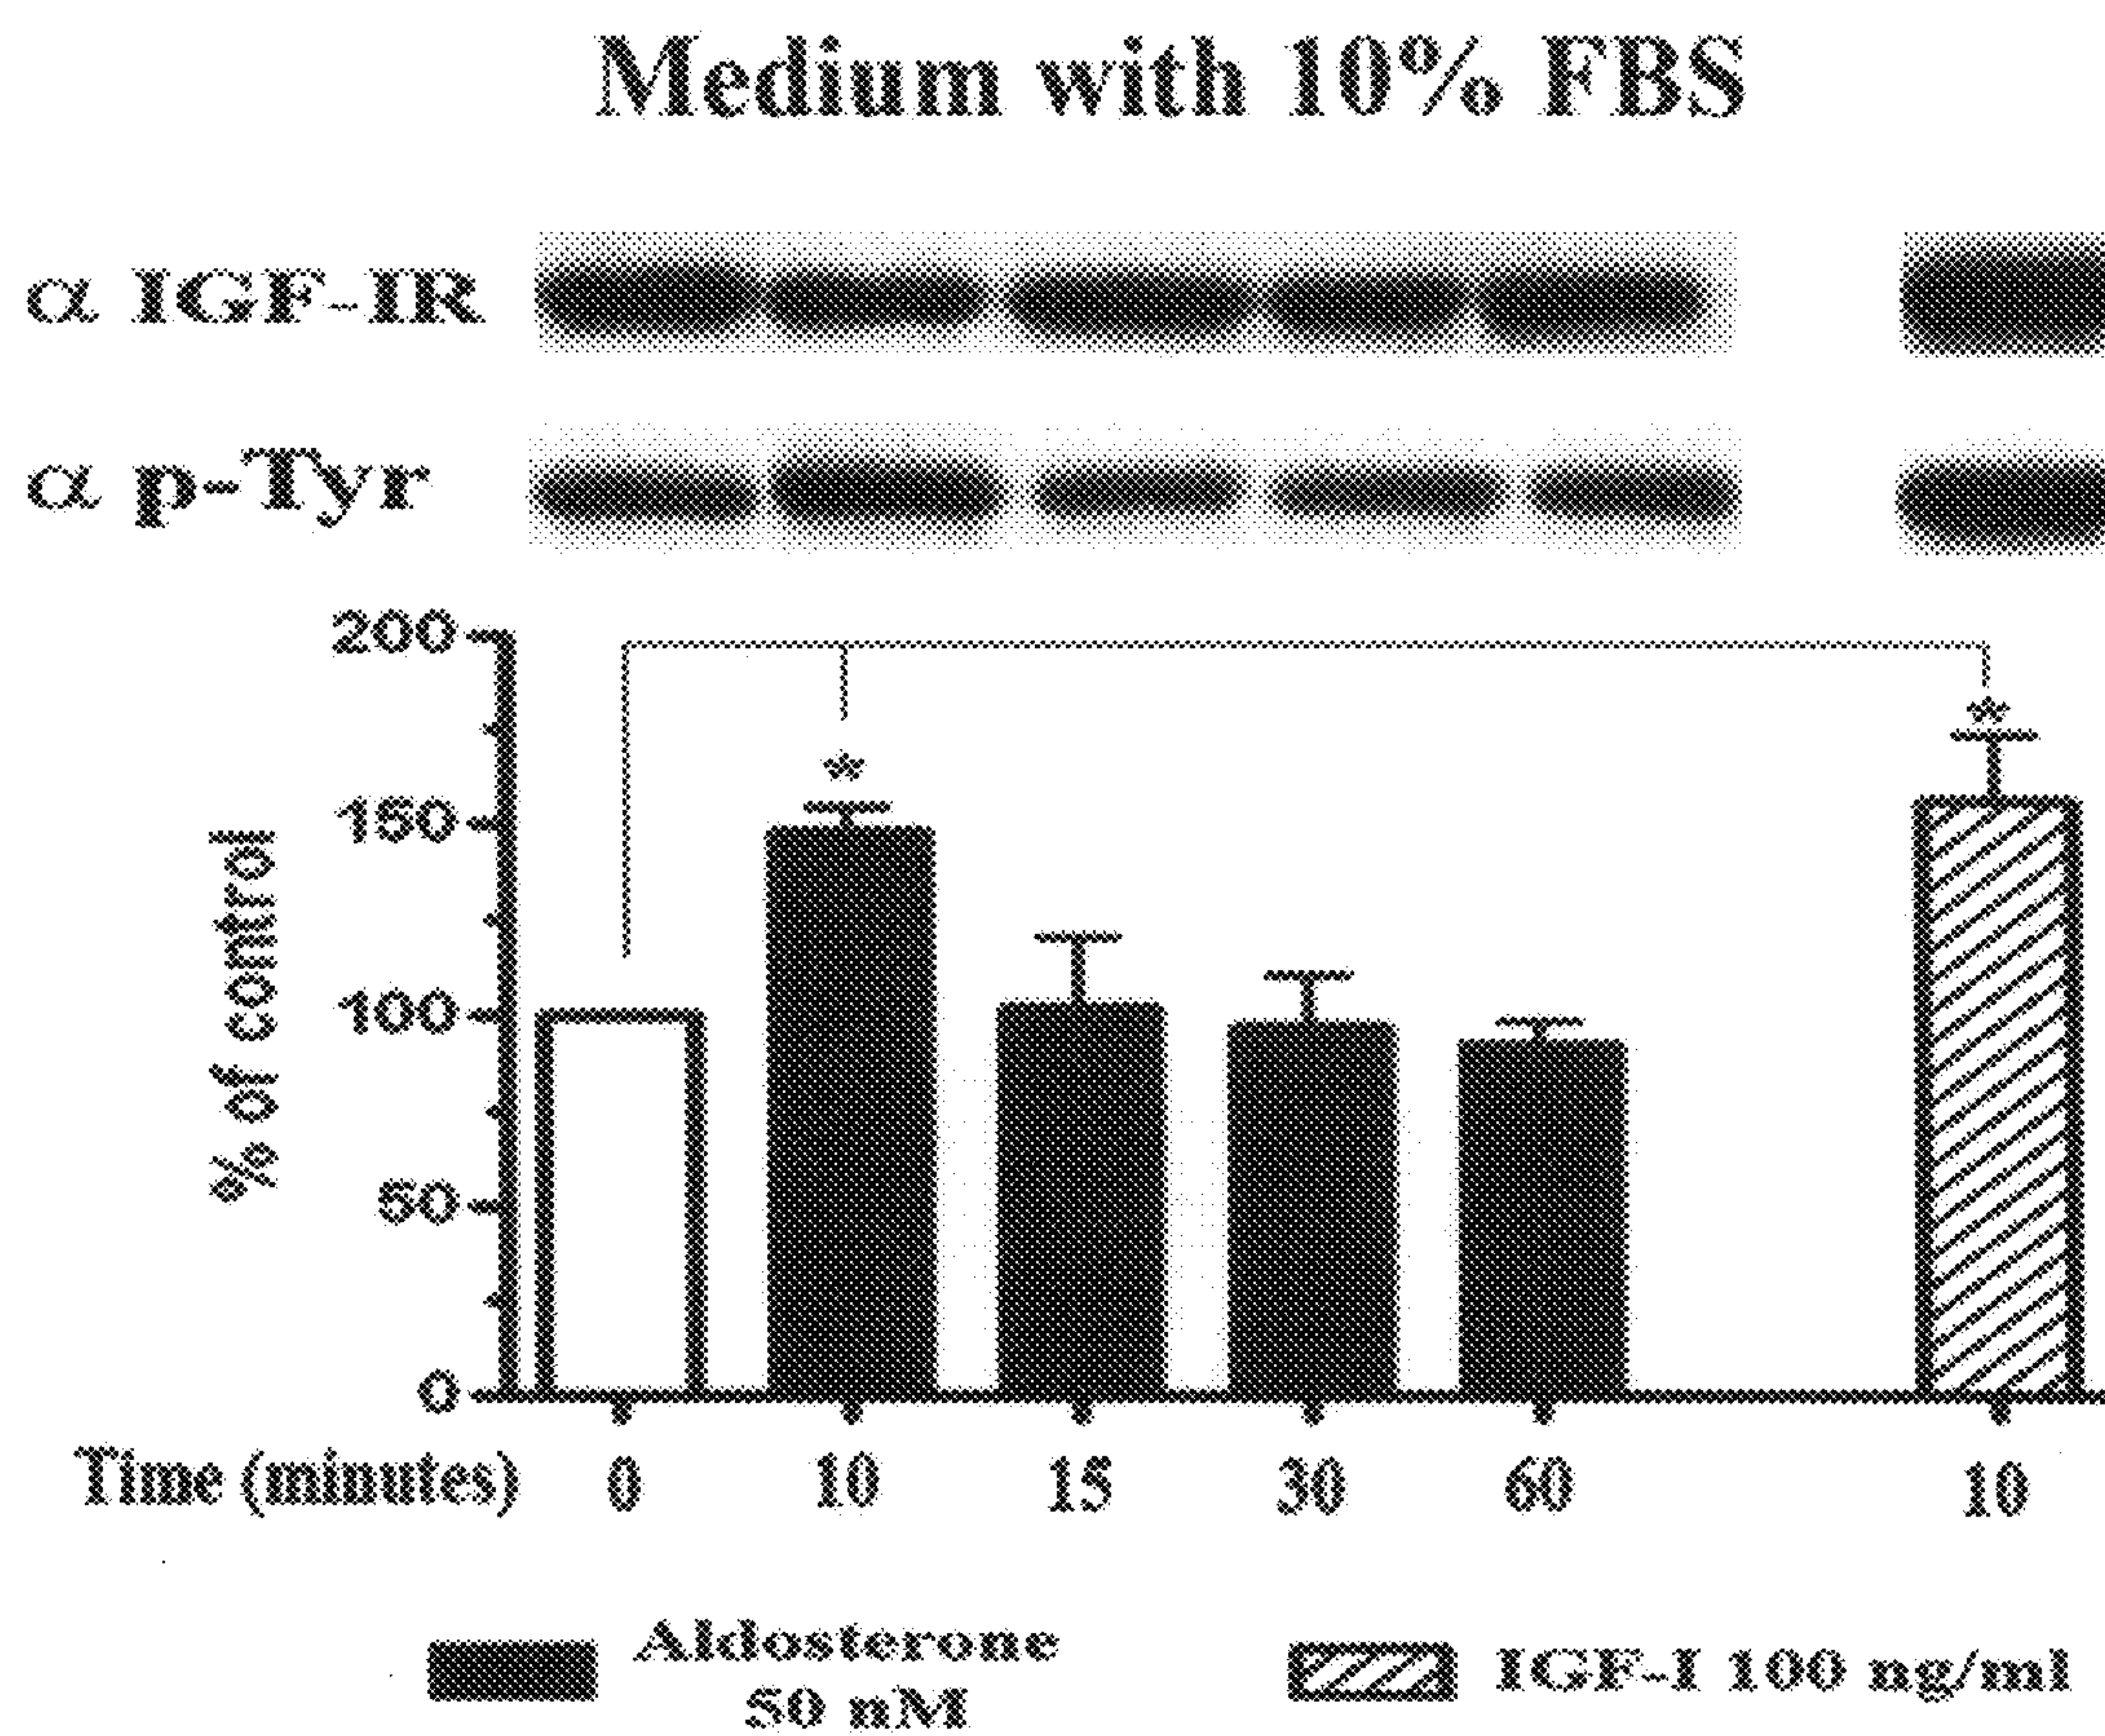 Medium with 10% FBS
α IGF-IR
α p-Tyr
200
150
100
50
0
% of control
* *
Time (minutes) 0 10 15 30 60 10
Aldosterone
50 nM
IGF-I 100 ng/ml